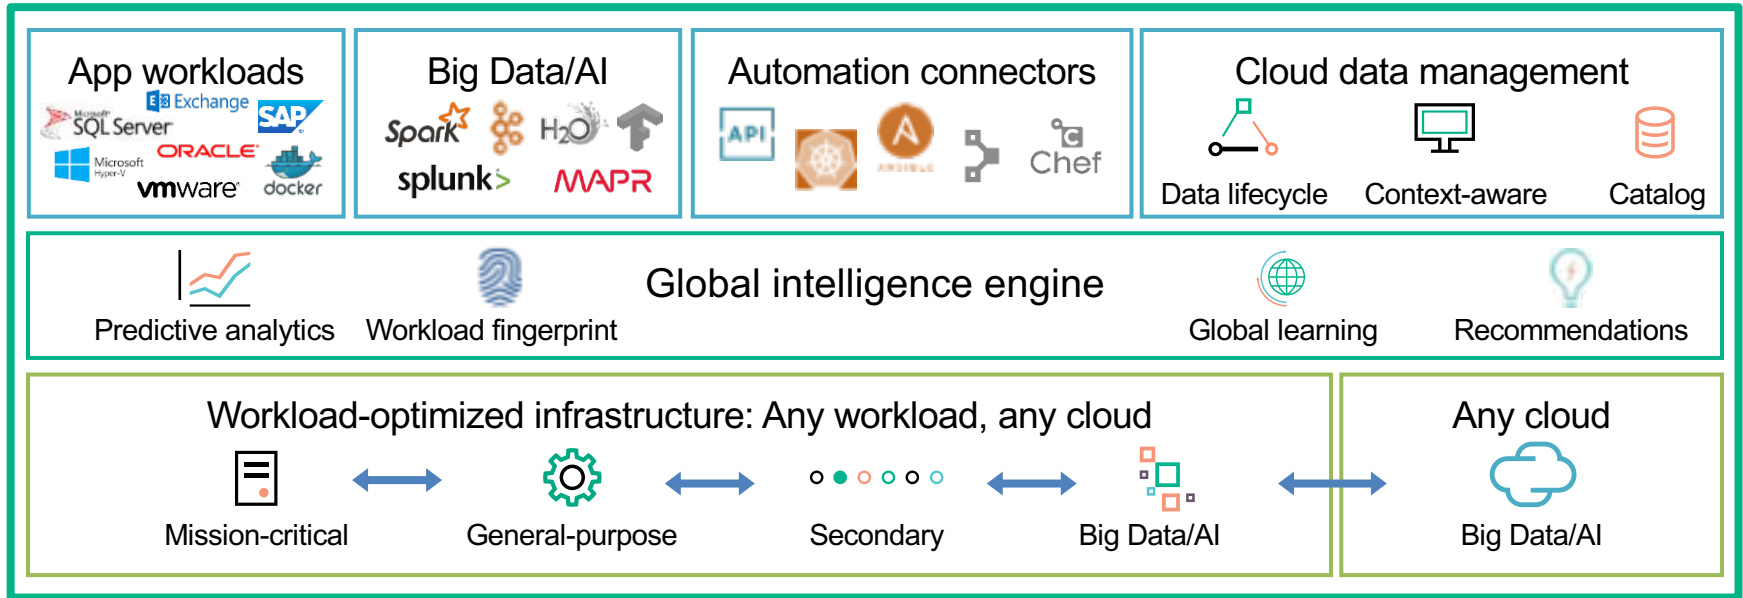 App workloads
Exchange
Microsoft
SQL Server
SAP
Microsoft
Hyper-V
ORACLE
vmware
docker
Big Data/AI
Spark
H2O
splunk>
MAPR
Automation connectors
API
ANSIBLE
Chef
Cloud data management
Data lifecycle
Context-aware
Catalog
Global intelligence engine
Predictive analytics
Workload fingerprint
Global learning
Recommendations
Workload-optimized infrastructure: Any workload, any cloud
Mission-critical
General-purpose
Secondary
Big Data/AI
Any cloud
Big Data/AI